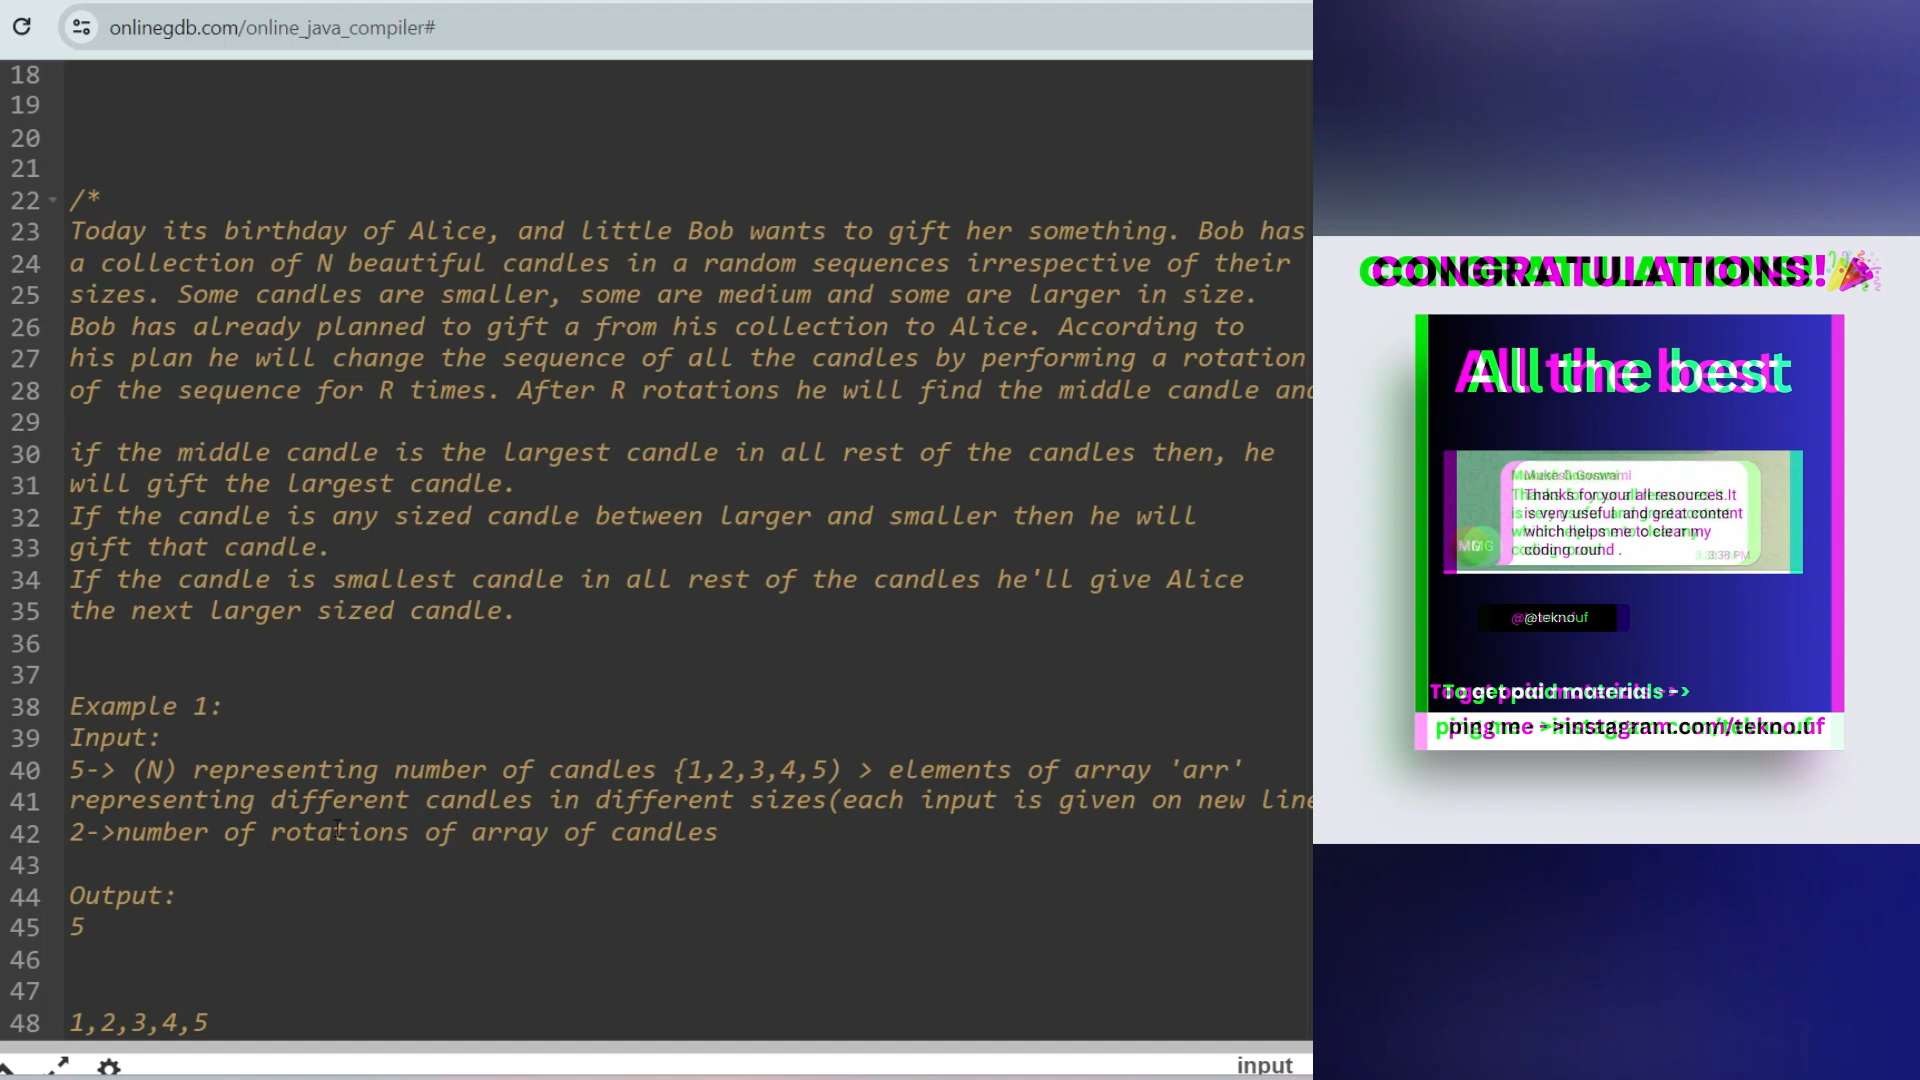 onlinegdb.com/online_java_compiler#
18
19
20
21
22 /*
23 Today its birthday of Alice, and little Bob wants to gift her something. Bob has
24 a collection of N beautiful candles in a random sequences irrespective of their
25 sizes. Some candles are smaller, some are medium and some are larger in size.
26 Bob has already planned to gift a from his collection to Alice. According to
27 his plan he will change the sequence of all the candles by performing a rotation
28 of the sequence for R times. After R rotations he will find the middle candle and
29
30 if the middle candle is the largest candle in all rest of the candles then, he
31 will gift the largest candle.
32 If the candle is any sized candle between larger and smaller then he will
33 gift that candle.
34 If the candle is smallest candle in all rest of the candles he'll give Alice
35 the next larger sized candle.
36
37
38 Example 1:
39 Input:
40 5-> (N) representing number of candles {1,2,3,4,5) > elements of array 'arr'
41 representing different candles in different sizes(each input is given on new line
42 2->number of rotations of array of candles
43
44 Output:
45 5
46
47
48 1,2,3,4,5
input
CONGRATULATIONS!
All the best
Goswami
Thanks for your all resources.It
is very useful and great content
which helps me to clear my
coding round .
3:38 PM
MG
@teknouf
To get paid materials ->
ping me ->instagram.com/tekno.uf